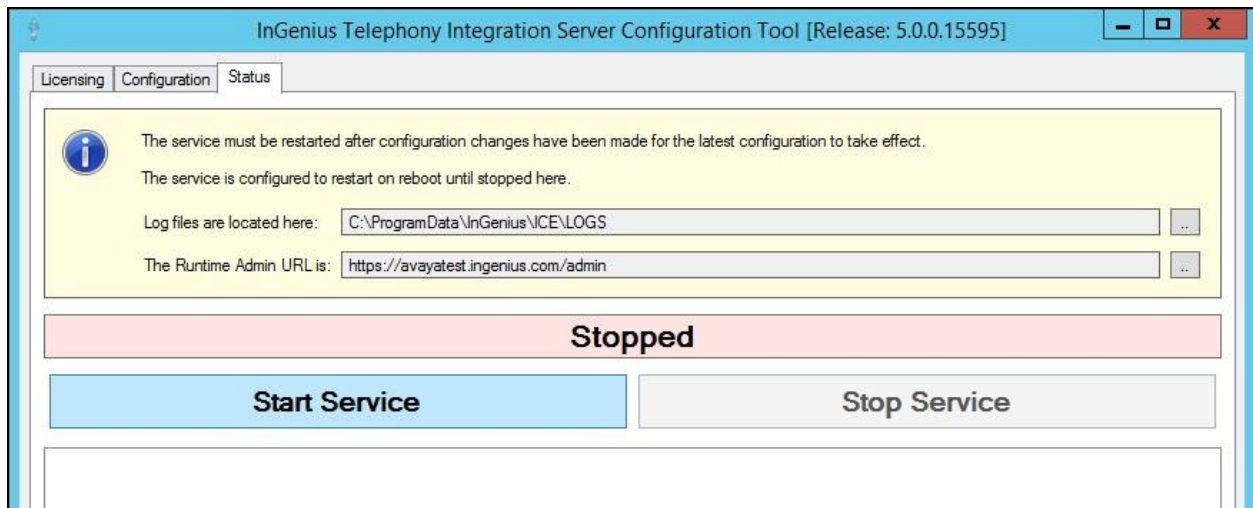 InGenius Telephony Integration Server Configuration Tool [Release: 5.0.0.15595]
Licensing Configuration Status
The service must be restarted after configuration changes have been made for the latest configuration to take effect.
The service is configured to restart on reboot until stopped here.
Log files are located here: C:\ProgramData\InGenius\ICE\LOGS ..
The Runtime Admin URL is: https://avayatest.ingenius.com/admin ..
Stopped
Start Service Stop Service